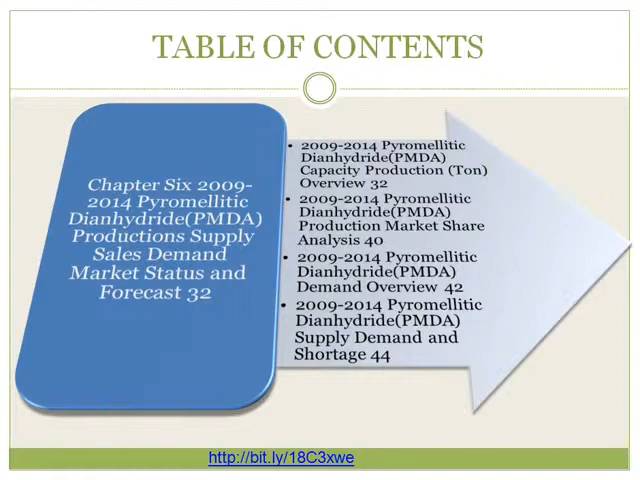 TABLE OF CONTENTS
Chapter Six 2009-
2014 Pyromellitic
Dianhydride(PMDA)
Productions Supply
Sales Demand
Market Status and
Forecast 32
• 2009-2014 Pyromellitic
Dianhydride(PMDA)
Capacity Production (Ton)
Overview 32
• 2009-2014 Pyromellitic
Dianhydride(PMDA)
Production Market Share
Analysis 40
• 2009-2014 Pyromellitic
Dianhydride(PMDA)
Demand Overview 42
• 2009-2014 Pyromellitic
Dianhydride(PMDA)
Supply Demand and
Shortage 44
http://bit.ly/18C3xwe